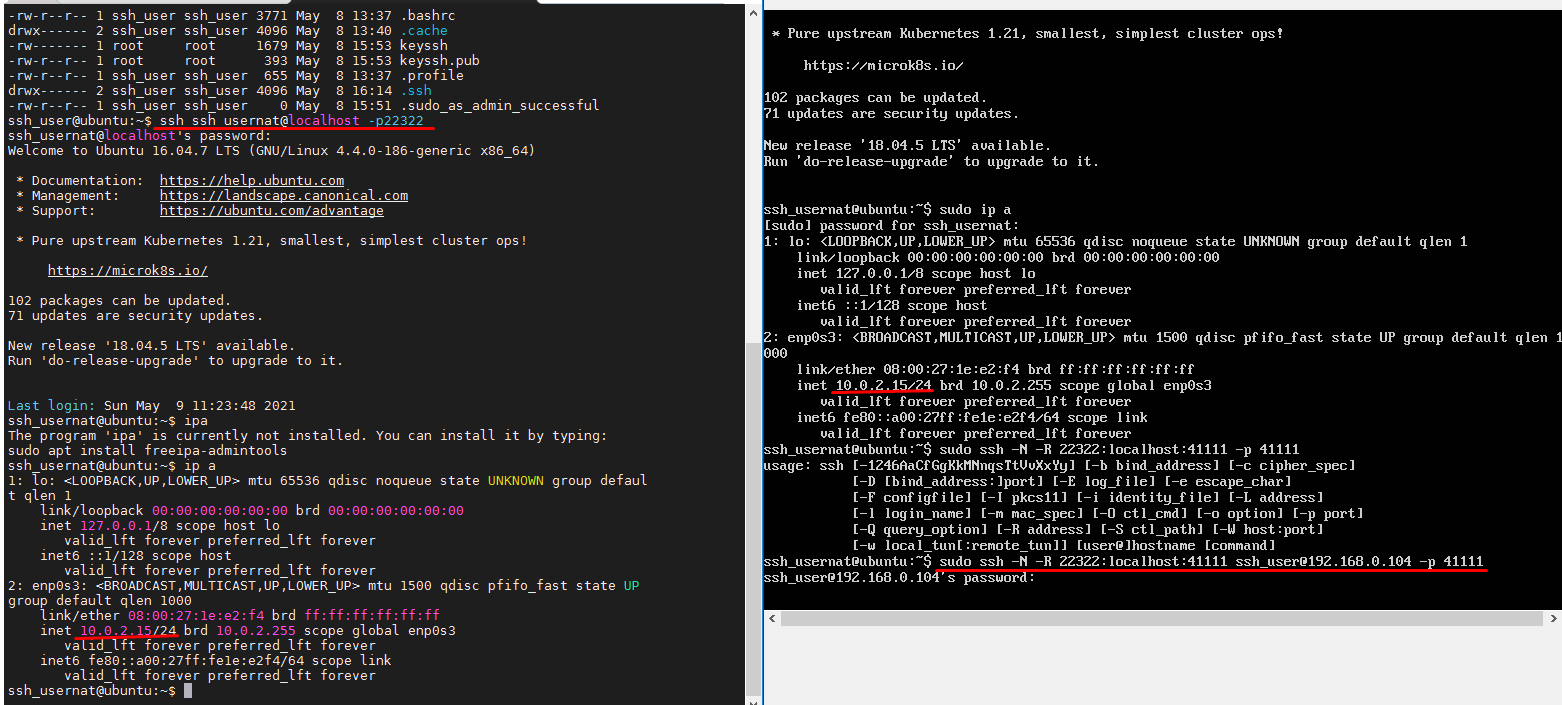 -rw-r--r-- 1 ssh_user ssh_user 3771 May  8 13:37 .bashrc
drwx------ 2 ssh_user ssh_user 4096 May  8 13:40 .cache
-rw------- 1 root     root     1679 May  8 15:53 keyssh
-rw-r--r-- 1 root     root      393 May  8 15:53 keyssh.pub
-rw-r--r-- 1 ssh_user ssh_user  655 May  8 13:37 .profile
drwx------ 2 ssh_user ssh_user 4096 May  8 16:14 .ssh
-rw-r--r-- 1 ssh_user ssh_user    0 May  8 15:51 .sudo_as_admin_successful
ssh_user@ubuntu:~$ ssh ssh_usernat@localhost -p22322
ssh_usernat@localhost's password:
Welcome to Ubuntu 16.04.7 LTS (GNU/Linux 4.4.0-186-generic x86_64)
 * Documentation:  https://help.ubuntu.com
 * Management:     https://landscape.canonical.com
 * Support:        https://ubuntu.com/advantage
 * Pure upstream Kubernetes 1.21, smallest, simplest cluster ops!
     https://microk8s.io/
102 packages can be updated.
71 updates are security updates.
New release '18.04.5 LTS' available.
Run 'do-release-upgrade' to upgrade to it.
Last login: Sun May  9 11:23:48 2021
ssh_usernat@ubuntu:~$ ipa
The program 'ipa' is currently not installed. You can install it by typing:
sudo apt install freeipa-admintools
ssh_usernat@ubuntu:~$ ip a
1: lo: <LOOPBACK,UP,LOWER_UP> mtu 65536 qdisc noqueue state UNKNOWN group defaul
t qlen 1
    link/loopback 00:00:00:00:00:00 brd 00:00:00:00:00:00
    inet 127.0.0.1/8 scope host lo
       valid_lft forever preferred_lft forever
    inet6 ::1/128 scope host
       valid_lft forever preferred_lft forever
2: enp0s3: <BROADCAST,MULTICAST,UP,LOWER_UP> mtu 1500 qdisc pfifo_fast state UP
group default qlen 1000
    link/ether 08:00:27:1e:e2:f4 brd ff:ff:ff:ff:ff:ff
    inet 10.0.2.15/24 brd 10.0.2.255 scope global enp0s3
       valid_lft forever preferred_lft forever
    inet6 fe80::a00:27ff:fe1e:e2f4/64 scope link
       valid_lft forever preferred_lft forever
ssh_usernat@ubuntu:~$
 * Pure upstream Kubernetes 1.21, smallest, simplest cluster ops!
     https://microk8s.io/
102 packages can be updated.
71 updates are security updates.
New release '18.04.5 LTS' available.
Run 'do-release-upgrade' to upgrade to it.
ssh_usernat@ubuntu:~$ sudo ip a
[sudo] password for ssh_usernat:
1: lo: <LOOPBACK,UP,LOWER_UP> mtu 65536 qdisc noqueue state UNKNOWN group default qlen 1
    link/loopback 00:00:00:00:00:00 brd 00:00:00:00:00:00
    inet 127.0.0.1/8 scope host lo
       valid_lft forever preferred_lft forever
    inet6 ::1/128 scope host
       valid_lft forever preferred_lft forever
2: enp0s3: <BROADCAST,MULTICAST,UP,LOWER_UP> mtu 1500 qdisc pfifo_fast state UP group default qlen 1
000
    link/ether 08:00:27:1e:e2:f4 brd ff:ff:ff:ff:ff:ff
    inet 10.0.2.15/24 brd 10.0.2.255 scope global enp0s3
       valid_lft forever preferred_lft forever
    inet6 fe80::a00:27ff:fe1e:e2f4/64 scope link
       valid_lft forever preferred_lft forever
ssh_usernat@ubuntu:~$ sudo ssh -N -R 22322:localhost:41111 -p 41111
usage: ssh [-1246AaCfGgKkMNnqsTtVvXxYy] [-b bind_address] [-c cipher_spec]
           [-D [bind_address:]port] [-E log_file] [-e escape_char]
           [-F configfile] [-I pkcs11] [-i identity_file] [-L address]
           [-l login_name] [-m mac_spec] [-O ctl_cmd] [-o option] [-p port]
           [-Q query_option] [-R address] [-S ctl_path] [-W host:port]
           [-w local_tun[:remote_tun]] [user@]hostname [command]
ssh_usernat@ubuntu:~$ sudo ssh -N -R 22322:localhost:41111 ssh_user@192.168.0.104 -p 41111
ssh_user@192.168.0.104's password: